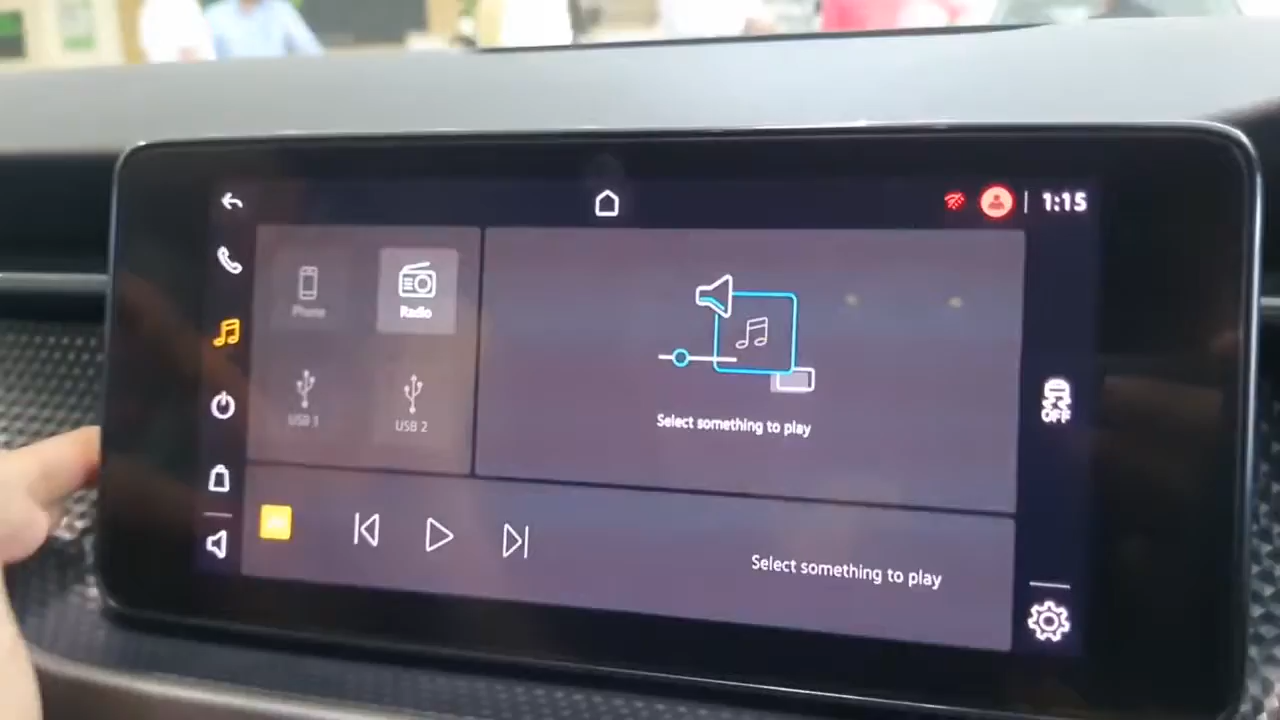 1:15
Phone
Radio
USB 1
USB 2
Select something to play
OFF
Select something to play